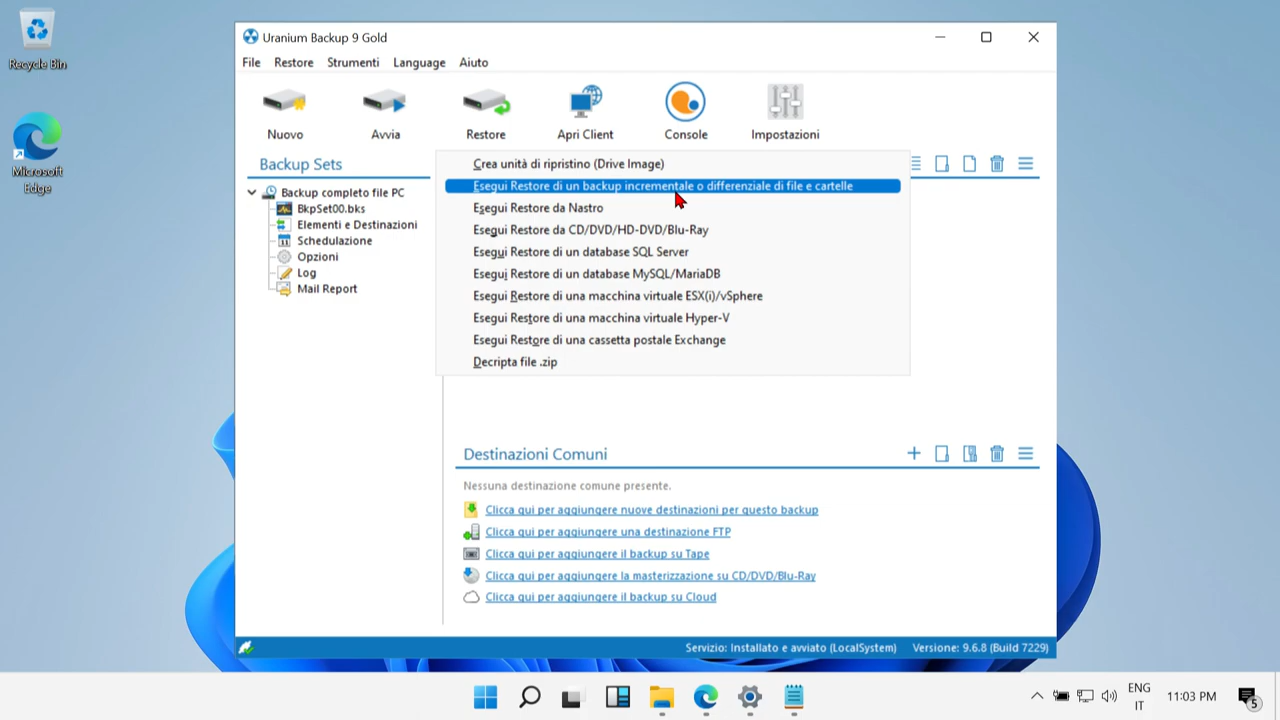 Recycle Bin
Microsoft
Edge
Uranium Backup 9 Gold
File Restore Strumenti Language Aiuto
Nuovo Avvia Restore Apri Client Console Impostazioni
Backup Sets
Backup completo file PC
BkpSet00.bks
Elementi e Destinazioni
Schedulazione
Opzioni
Log
Mail Report
Crea unità di ripristino (Drive Image)
Esegui Restore di un backup incrementale o differenziale di file e cartelle
Esegui Restore da Nastro
Esegui Restore da CD/DVD/HD-DVD/Blu-Ray
Esegui Restore di un database SQL Server
Esegui Restore di un database MySQL/MariaDB
Esegui Restore di una macchina virtuale ESX(i)/vSphere
Esegui Restore di una macchina virtuale Hyper-V
Esegui Restore di una cassetta postale Exchange
Decripta file .zip
Destinazioni Comuni
Nessuna destinazione comune presente.
Clicca qui per aggiungere nuove destinazioni per questo backup
Clicca qui per aggiungere una destinazione FTP
Clicca qui per aggiungere il backup su Tape
Clicca qui per aggiungere la masterizzazione su CD/DVD/Blu-Ray
Clicca qui per aggiungere il backup su Cloud
Servizio: Installato e avviato (LocalSystem) Versione: 9.6.8 (Build 7229)
ENG
IT
11:03 PM
5